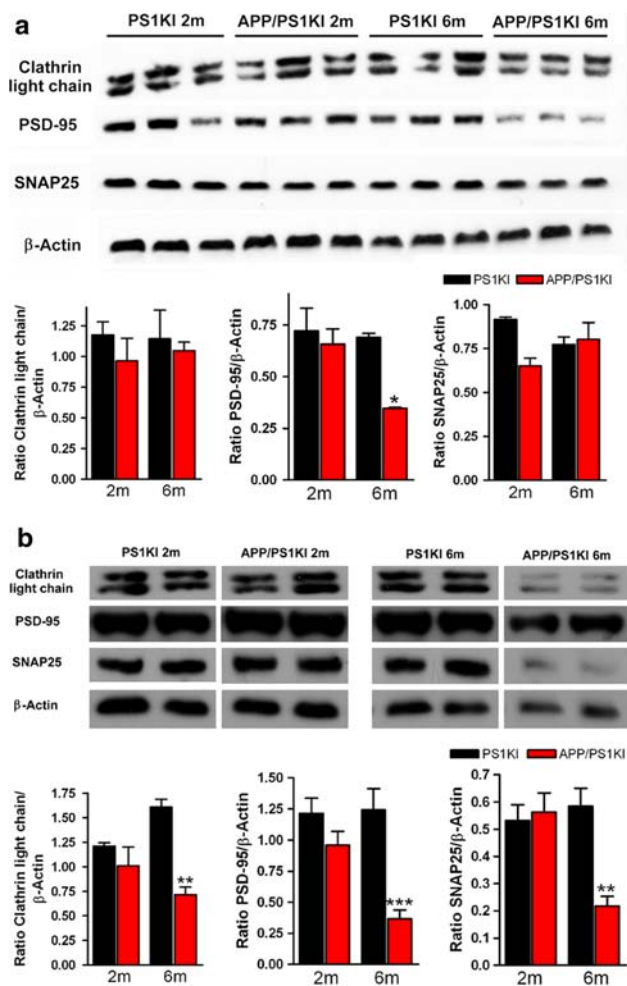 a
PS1KI 2m APP/PS1KI 2m PS1KI 6m APP/PS1KI 6m
Clathrin
light chain
PSD-95
SNAP25
β-Actin
PS1KI APP/PS1KI
Ratio Clathrin light chain/
β-Actin
1.25
1.00
0.75
0.50
0.25
0.00
2m 6m
Ratio PSD-95/β-Actin
0.75
0.50
0.25
0.00
*
2m 6m
Ratio SNAP25/β-Actin
1.00
0.75
0.50
0.25
0.00
2m 6m
b
PS1KI 2m APP/PS1KI 2m PS1KI 6m APP/PS1KI 6m
Clathrin
light chain
PSD-95
SNAP25
β-Actin
PS1KI APP/PS1KI
Ratio Clathrin light chain/
β-Actin
1.75
1.50
1.25
1.00
0.75
0.50
0.25
0.00
**
2m 6m
Ratio PSD-95/β-Actin
1.50
1.25
1.00
0.75
0.50
0.25
0.00
***
2m 6m
Ratio SNAP25/β-Actin
0.7
0.6
0.5
0.4
0.3
0.2
0.1
0.0
**
2m 6m